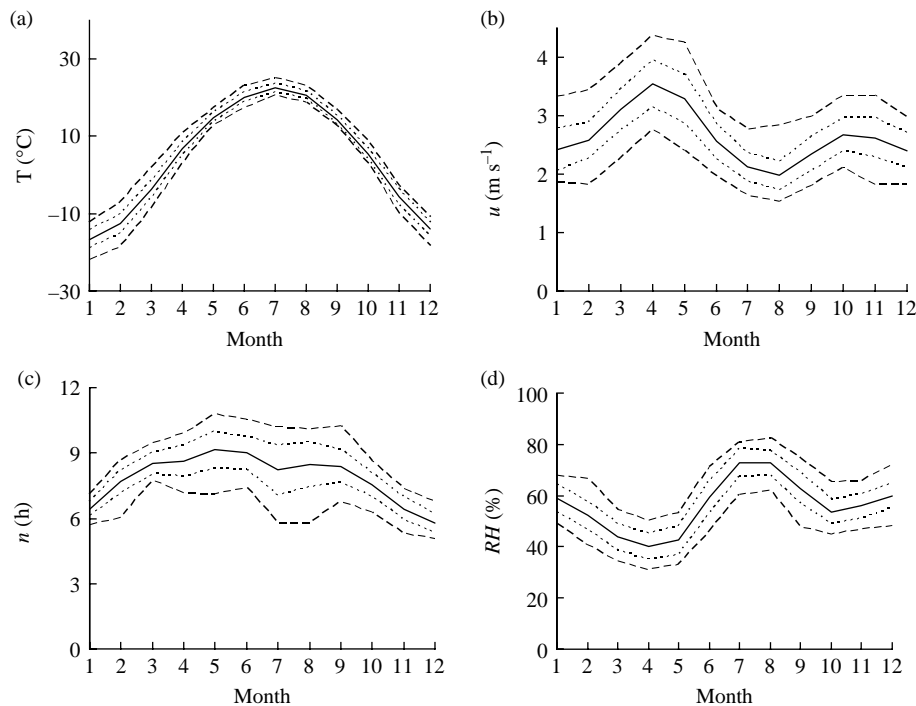 (a)
30
10
−10
−30
T (°C)
1 2 3 4 5 6 7 8 9 10 11 12
Month
(b)
4
3
2
1
0
u (m s⁻¹)
1 2 3 4 5 6 7 8 9 10 11 12
Month
(c)
12
9
6
3
0
n (h)
1 2 3 4 5 6 7 8 9 10 11 12
Month
(d)
100
80
60
40
20
0
RH (%)
1 2 3 4 5 6 7 8 9 10 11 12
Month